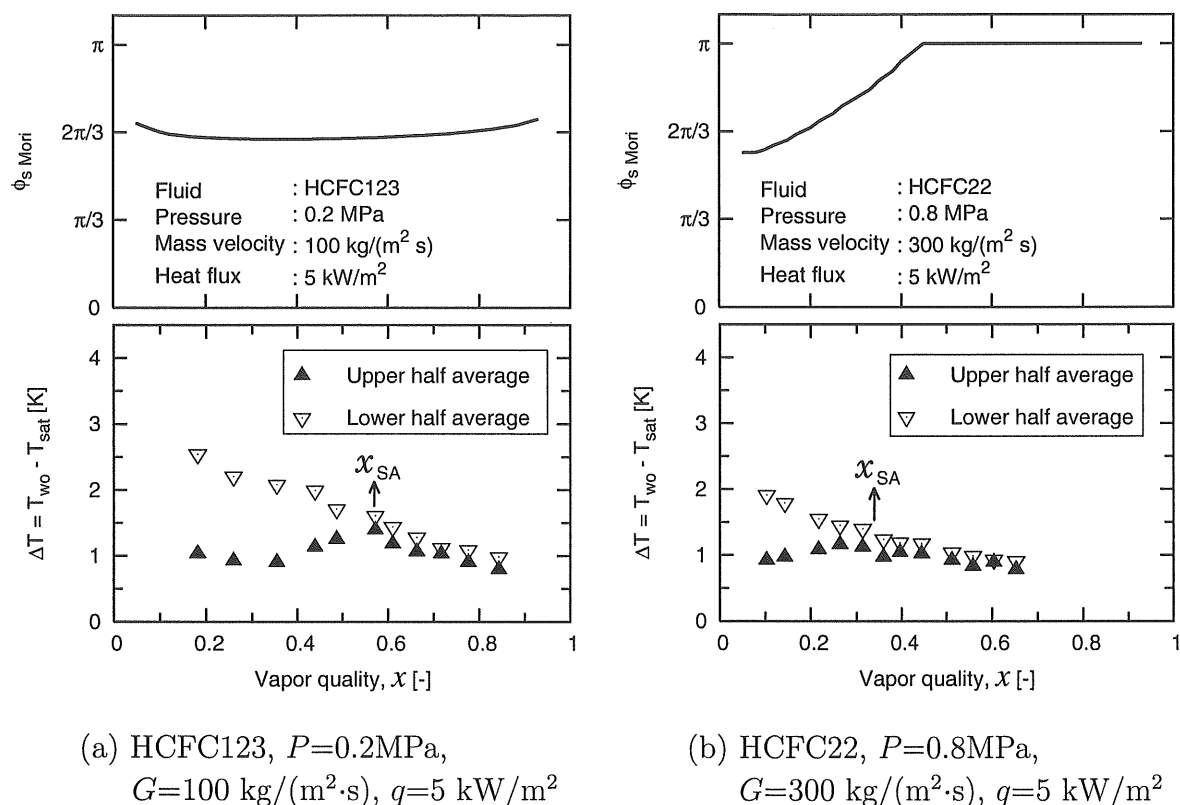 π
2π/3
π/3
0
ϕs Mori
Fluid : HCFC123
Pressure : 0.2 MPa
Mass velocity : 100 kg/(m² s)
Heat flux : 5 kW/m²
4
3
2
1
0
ΔT = Two - Tsat [K]
Upper half average
Lower half average
xSA
0 0.2 0.4 0.6 0.8 1
Vapor quality, x [-]
(a) HCFC123, P=0.2MPa,
G=100 kg/(m²·s), q=5 kW/m²
π
2π/3
π/3
0
ϕs Mori
Fluid : HCFC22
Pressure : 0.8 MPa
Mass velocity : 300 kg/(m² s)
Heat flux : 5 kW/m²
4
3
2
1
0
ΔT = Two - Tsat [K]
Upper half average
Lower half average
xSA
0 0.2 0.4 0.6 0.8 1
Vapor quality, x [-]
(b) HCFC22, P=0.8MPa,
G=300 kg/(m²·s), q=5 kW/m²